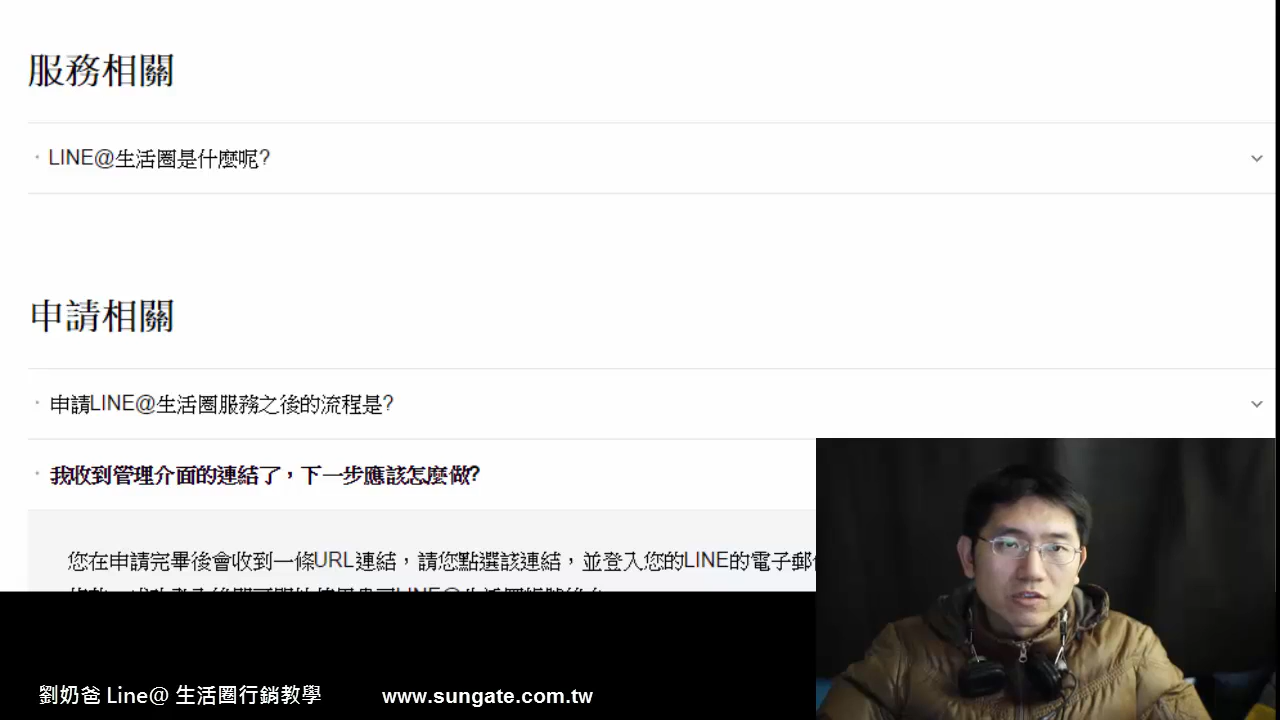 服務相關
LINE@生活圈是什麼呢?
申請相關
申請LINE@生活圈服務之後的流程是?
我收到管理介面的連結了，下一步應該怎麼做?
您在申請完畢後會收到一條URL連結，請您點選該連結，並登入您的LINE的電子郵
劉奶爸 Line@ 生活圈行銷教學
www.sungate.com.tw